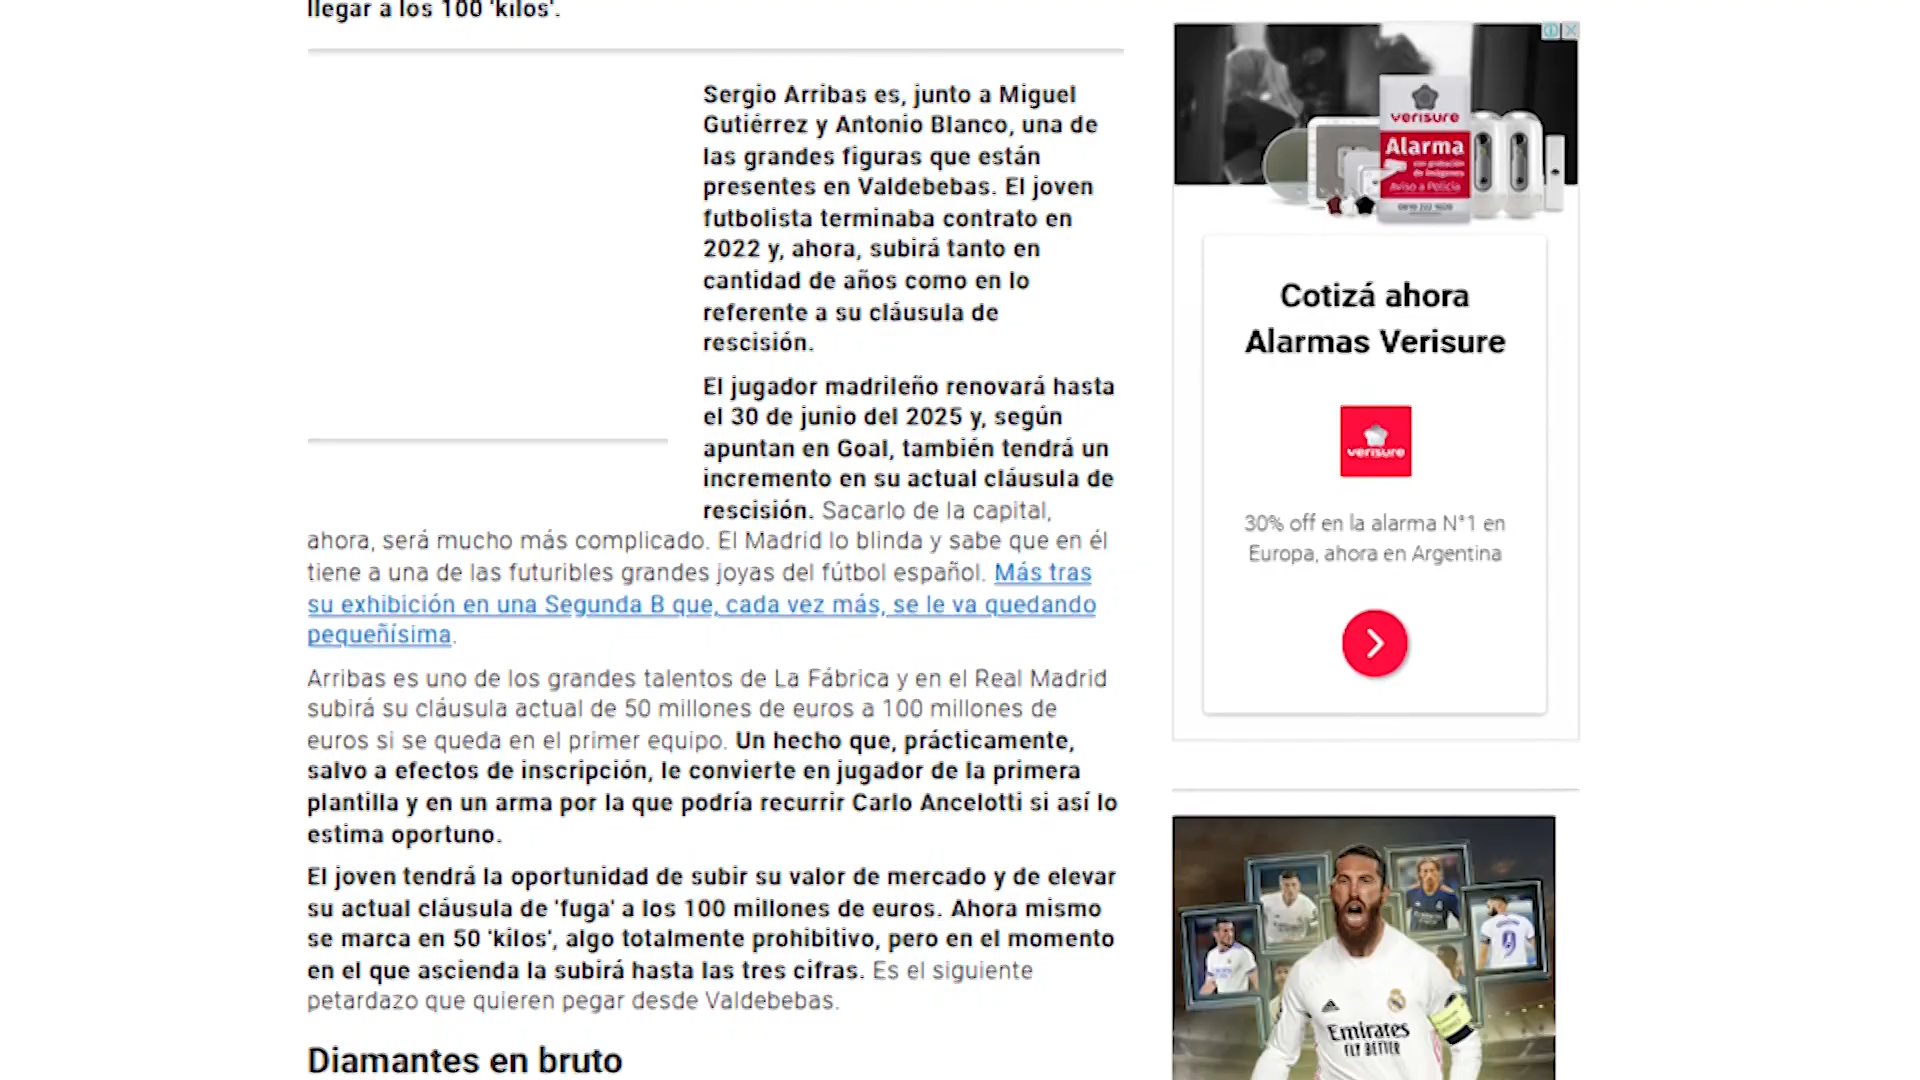 llegar a los 100 'kilos'.
Sergio Arribas es, junto a Miguel
Gutiérrez y Antonio Blanco, una de
las grandes figuras que están
presentes en Valdebebas. El joven
futbolista terminaba contrato en
2022 y, ahora, subirá tanto en
cantidad de años como en lo
referente a su cláusula de
rescisión.
El jugador madrileño renovará hasta
el 30 de junio del 2025 y, según
apuntan en Goal, también tendrá un
incremento en su actual cláusula de
rescisión. Sacarlo de la capital,
ahora, será mucho más complicado. El Madrid lo blinda y sabe que en él
tiene a una de las futuribles grandes joyas del fútbol español. Más tras
su exhibición en una Segunda B que, cada vez más, se le va quedando
pequeñísima.
Arribas es uno de los grandes talentos de La Fábrica y en el Real Madrid
subirá su cláusula actual de 50 millones de euros a 100 millones de
euros si se queda en el primer equipo. Un hecho que, prácticamente,
salvo a efectos de inscripción, le convierte en jugador de la primera
plantilla y en un arma por la que podría recurrir Carlo Ancelotti si así lo
estima oportuno.
El joven tendrá la oportunidad de subir su valor de mercado y de elevar
su actual cláusula de 'fuga' a los 100 millones de euros. Ahora mismo
se marca en 50 'kilos', algo totalmente prohibitivo, pero en el momento
en el que ascienda la subirá hasta las tres cifras. Es el siguiente
petardazo que quieren pegar desde Valdebebas.
Diamantes en bruto
verisure
Alarma
con grabación
de imágenes
Aviso a Policía
Cotizá ahora
Alarmas Verisure
verisure
30% off en la alarma N°1 en
Europa, ahora en Argentina
9
Emirates
FLY BETTER